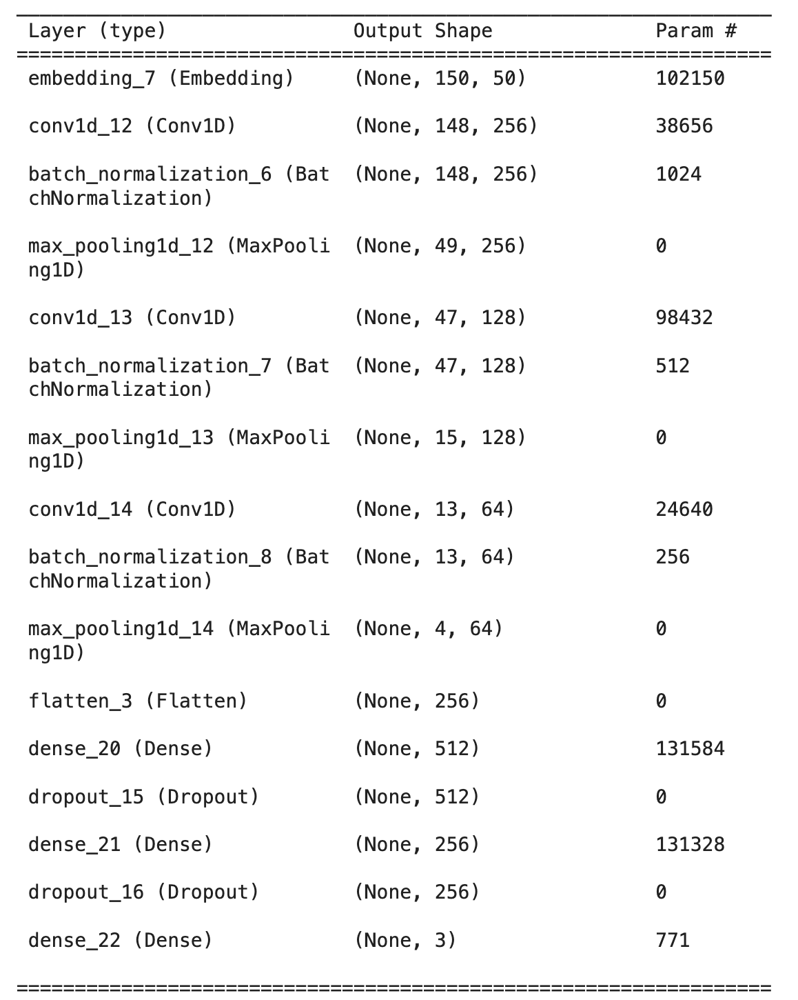 Layer (type) Output Shape Param #
=================================================================
embedding_7 (Embedding) (None, 150, 50) 102150
conv1d_12 (Conv1D) (None, 148, 256) 38656
batch_normalization_6 (Bat (None, 148, 256) 1024
chNormalization)
max_pooling1d_12 (MaxPooli (None, 49, 256) 0
ng1D)
conv1d_13 (Conv1D) (None, 47, 128) 98432
batch_normalization_7 (Bat (None, 47, 128) 512
chNormalization)
max_pooling1d_13 (MaxPooli (None, 15, 128) 0
ng1D)
conv1d_14 (Conv1D) (None, 13, 64) 24640
batch_normalization_8 (Bat (None, 13, 64) 256
chNormalization)
max_pooling1d_14 (MaxPooli (None, 4, 64) 0
ng1D)
flatten_3 (Flatten) (None, 256) 0
dense_20 (Dense) (None, 512) 131584
dropout_15 (Dropout) (None, 512) 0
dense_21 (Dense) (None, 256) 131328
dropout_16 (Dropout) (None, 256) 0
dense_22 (Dense) (None, 3) 771
=================================================================